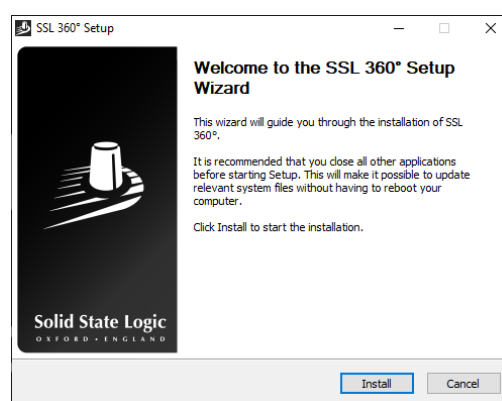 SSL 360° Setup
Welcome to the SSL 360° Setup
Wizard
This wizard will guide you through the installation of SSL
360°.
It is recommended that you close all other applications
before starting Setup. This will make it possible to update
relevant system files without having to reboot your
computer.
Click Install to start the installation.
Solid State Logic
OXFORD • ENGLAND
Install
Cancel